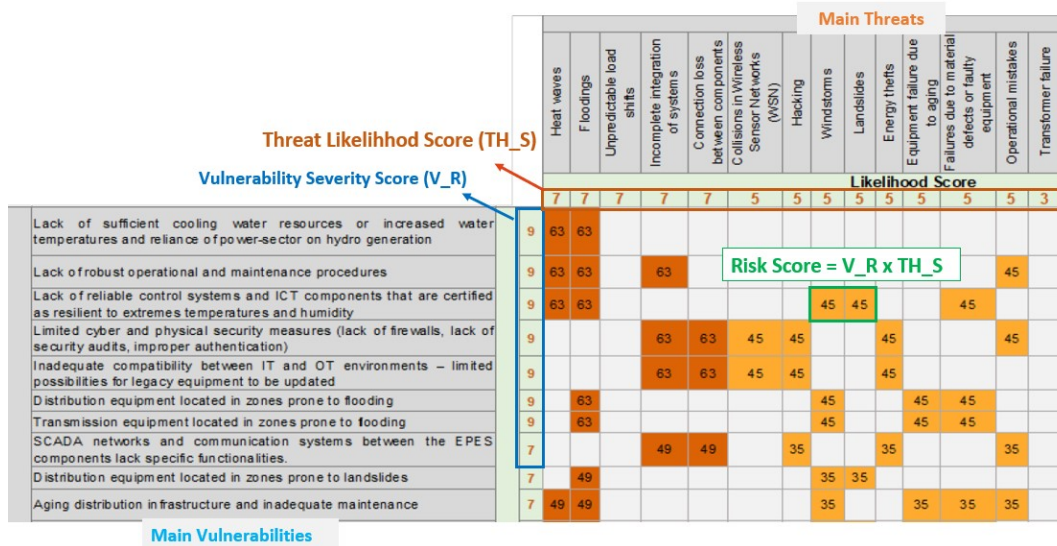 Main Threats
Heat waves
Floodings
Unpredictable load
shifts
Incomplete integration
of systems
Connection loss
between components
Collisions in Wireless
Sensor Networks
(WSN)
Hacking
Windstorms
Landslides
Energy thefts
Equipment failure due
to aging
Failures due to material
defects or faulty
equipment
Operational mistakes
Transformer failure
Threat Likelihhod Score (TH_S)
Vulnerability Severity Score (V_R)
Likelihood Score
7 7 7 7 7 5 5 5 5 5 5 5 5 3
Lack of sufficient cooling water resources or increased water
temperatures and reliance of power-sector on hydro generation
9 63 63
Risk Score = V_R x TH_S
Lack of robust operational and maintenance procedures
9 63 63 63 45
Lack of reliable control systems and ICT components that are certified
as resilient to extremes temperatures and humidity
9 63 63 45 45 45
Limited cyber and physical security measures (lack of firewalls, lack of
security audits, improper authentication)
9 63 63 45 45 45 45
Inadequate compatibility between IT and OT environments – limited
possibilities for legacy equipment to be updated
9 63 63 45 45 45
Distribution equipment located in zones prone to flooding
9 63 45 45 45
Transmission equipment located in zones prone to flooding
9 63 45 45 45
SCADA networks and communication systems between the EPES
components lack specific functionalities.
7 49 49 35 35 35
Distribution equipment located in zones prone to landslides
7 49 35 35
Aging distribution infrastructure and inadequate maintenance
7 49 49 35 35 35 35
Main Vulnerabilities